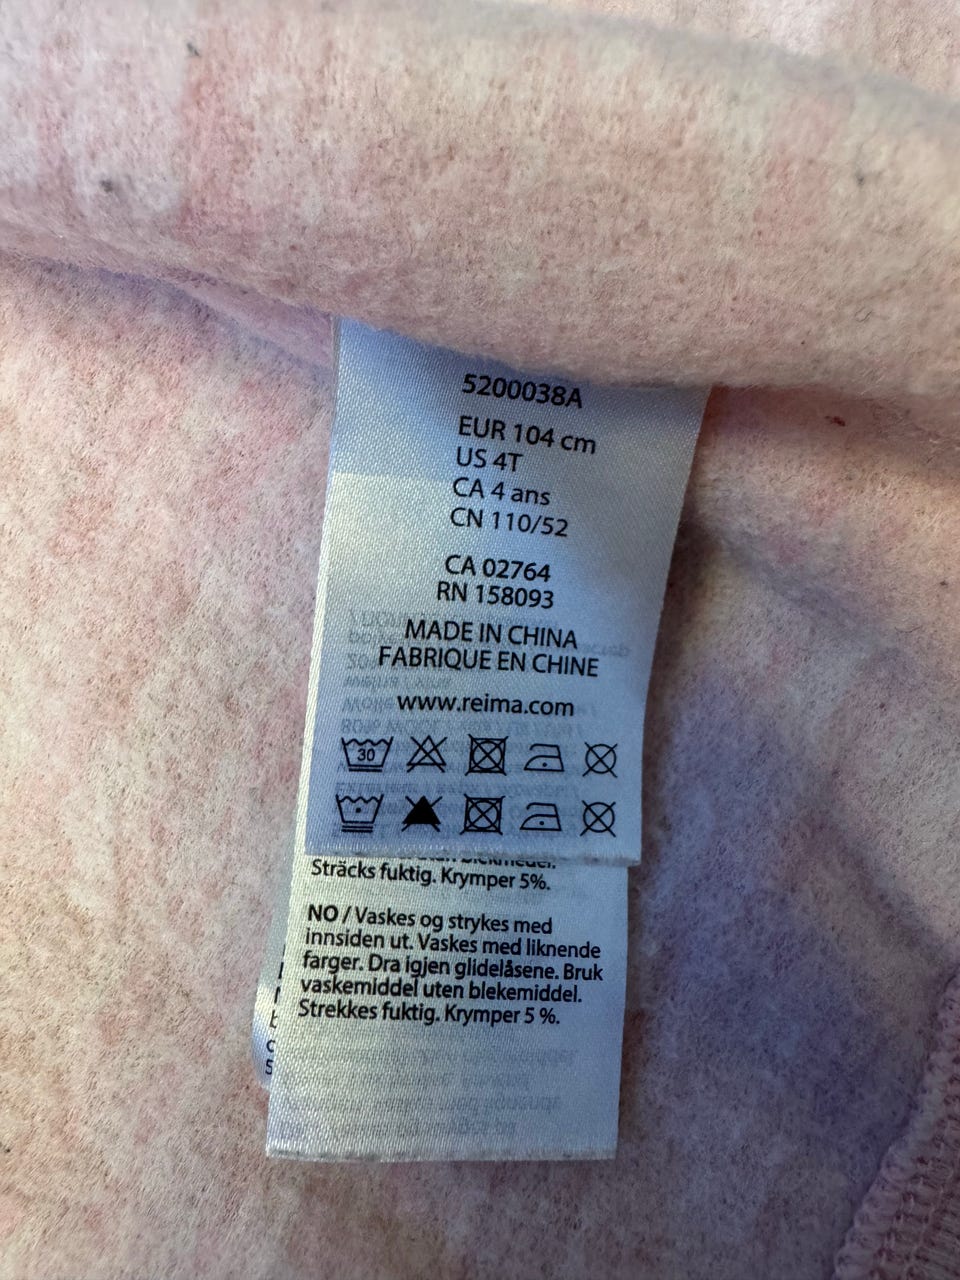 5200038A
EUR 104 cm
US 4T
CA 4 ans
CN 110/52
CA 02764
RN 158093
MADE IN CHINA
FABRIQUE EN CHINE
www.reima.com
30
Sträcks fuktig. Krymper 5%.
NO / Vaskes og strykes med
innsiden ut. Vaskes med liknende
farger. Dra igjen glidelåsene. Bruk
vaskemiddel uten blekemiddel.
Strekkes fuktig. Krymper 5 %.